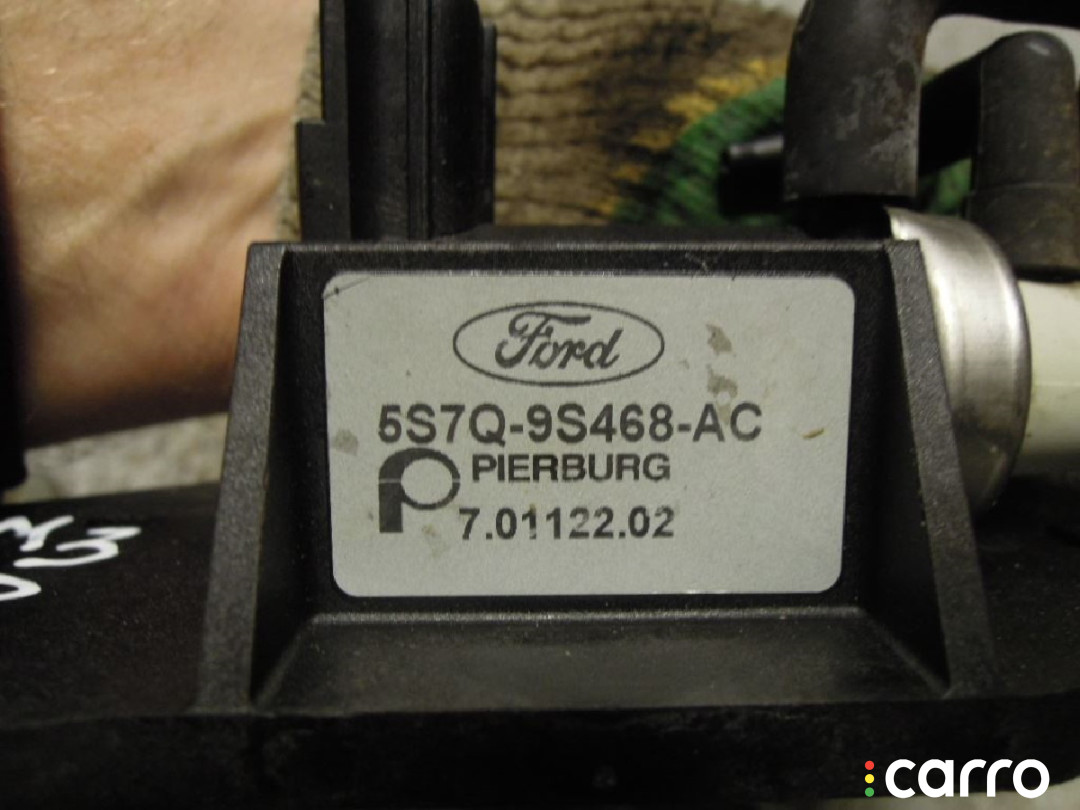 Ford
5S7Q-9S468-AC
PIERBURG
7.01122.02
carro